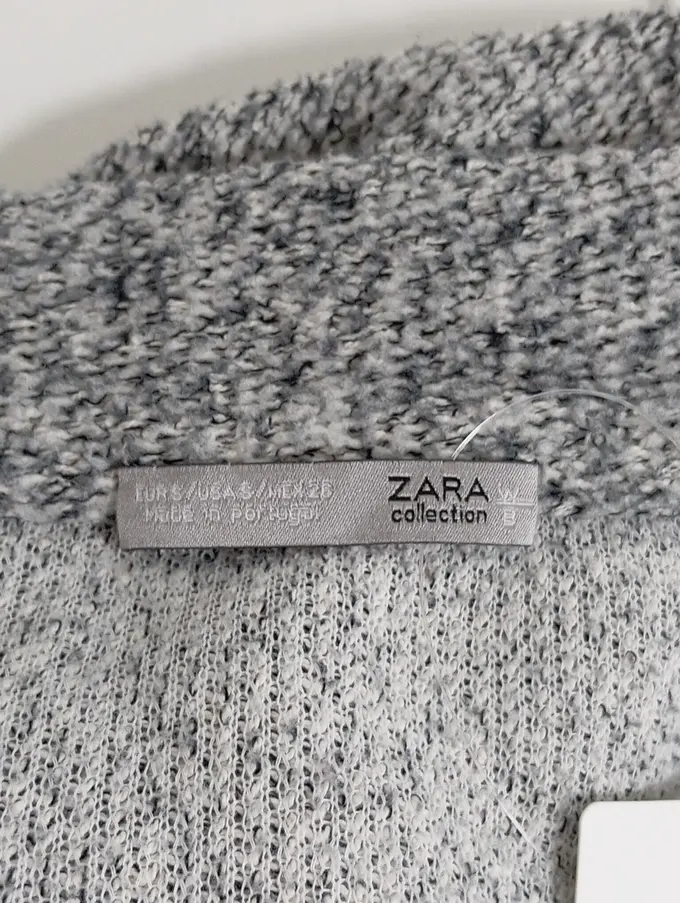 EUR S/USA S/MEX 26
Made in Portugal
ZARA
collection
W/B